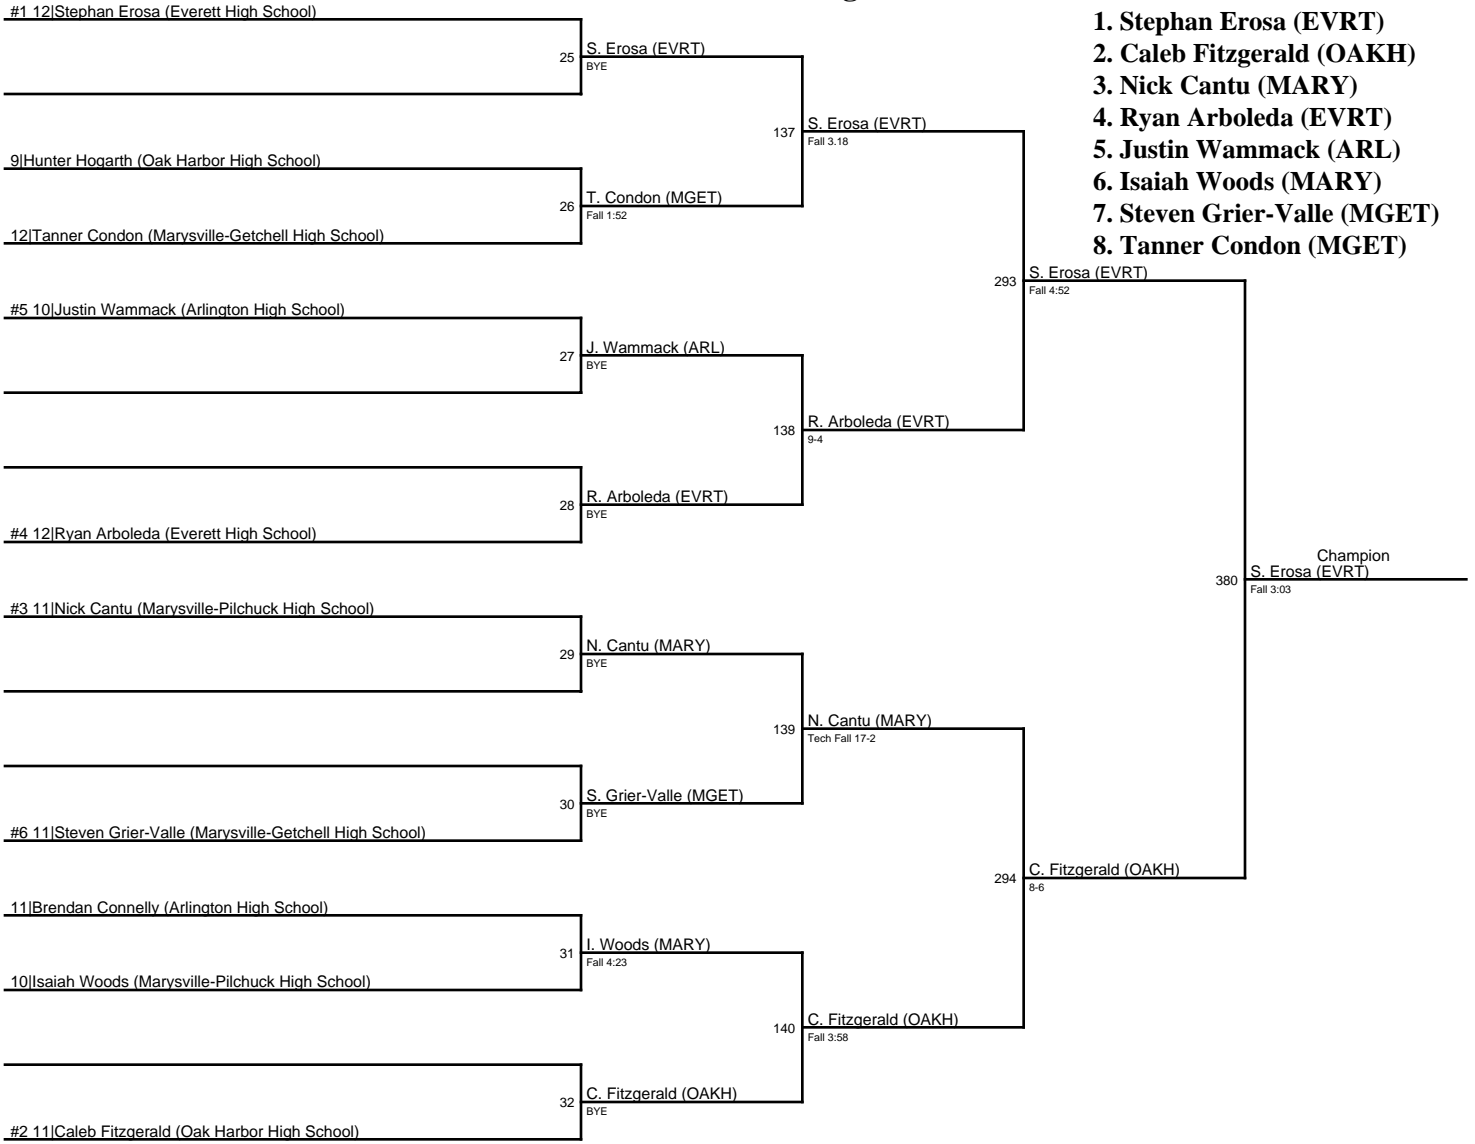 #1 12|Stephan Erosa (Everett High School)
25
S. Erosa (EVRT)
BYE
137
S. Erosa (EVRT)
Fall 3.18
9|Hunter Hogarth (Oak Harbor High School)
26
T. Condon (MGET)
Fall 1:52
12|Tanner Condon (Marysville-Getchell High School)
293
S. Erosa (EVRT)
Fall 4:52
#5 10|Justin Wammack (Arlington High School)
27
J. Wammack (ARL)
BYE
138
R. Arboleda (EVRT)
9-4
28
R. Arboleda (EVRT)
BYE
#4 12|Ryan Arboleda (Everett High School)
380
Champion
S. Erosa (EVRT)
Fall 3:03
#3 11|Nick Cantu (Marysville-Pilchuck High School)
29
N. Cantu (MARY)
BYE
139
N. Cantu (MARY)
Tech Fall 17-2
30
S. Grier-Valle (MGET)
BYE
#6 11|Steven Grier-Valle (Marysville-Getchell High School)
294
C. Fitzgerald (OAKH)
8-6
11|Brendan Connelly (Arlington High School)
31
I. Woods (MARY)
Fall 4:23
10|Isaiah Woods (Marysville-Pilchuck High School)
140
C. Fitzgerald (OAKH)
Fall 3:58
32
C. Fitzgerald (OAKH)
BYE
#2 11|Caleb Fitzgerald (Oak Harbor High School)
1. Stephan Erosa (EVRT)
2. Caleb Fitzgerald (OAKH)
3. Nick Cantu (MARY)
4. Ryan Arboleda (EVRT)
5. Justin Wammack (ARL)
6. Isaiah Woods (MARY)
7. Steven Grier-Valle (MGET)
8. Tanner Condon (MGET)